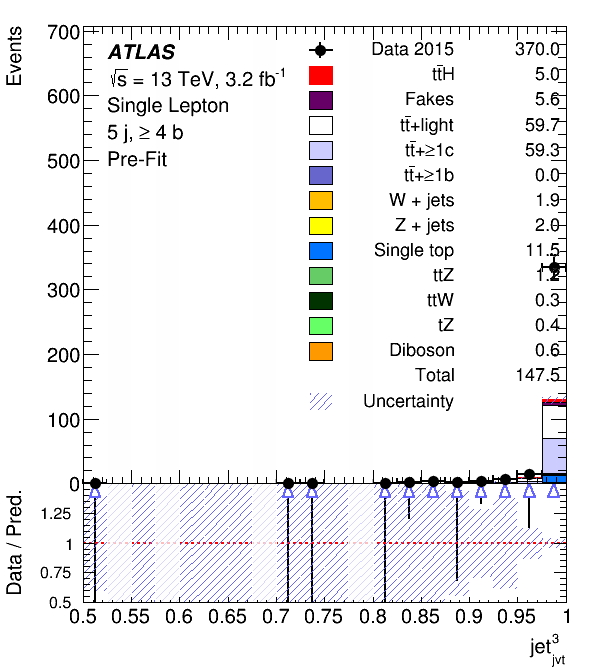 Events
700
600
500
400
300
200
100
0
ATLAS
√s = 13 TeV, 3.2 fb⁻¹
Single Lepton
5 j, ≥ 4 b
Pre-Fit
Data 2015 370.0
tt̄H 5.0
Fakes 5.6
tt̄+light 59.7
tt̄+≥1c 59.3
tt̄+≥1b 0.0
W + jets 1.9
Z + jets 2.0
Single top 11.5
ttZ 1.2
ttW 0.3
tZ 0.4
Diboson 0.6
Total 147.5
Uncertainty
Data / Pred.
1.25
1
0.75
0.5
0.5 0.55 0.6 0.65 0.7 0.75 0.8 0.85 0.9 0.95 1
jet³_jvt